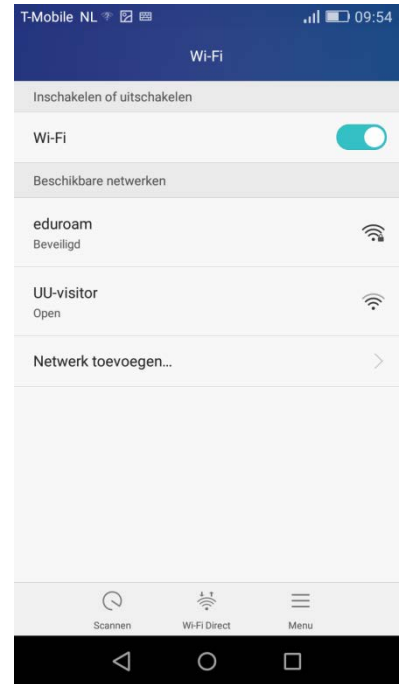 T-Mobile NL 09:54
Wi-Fi
Inschakelen of uitschakelen
Wi-Fi
Beschikbare netwerken
eduroam
Beveiligd
UU-visitor
Open
Netwerk toevoegen...
Scannen Wi-Fi Direct Menu